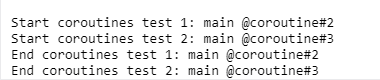 Start coroutines test 1: main @coroutine#2
Start coroutines test 2: main @coroutine#3
End coroutines test 1: main @coroutine#2
End coroutines test 2: main @coroutine#3